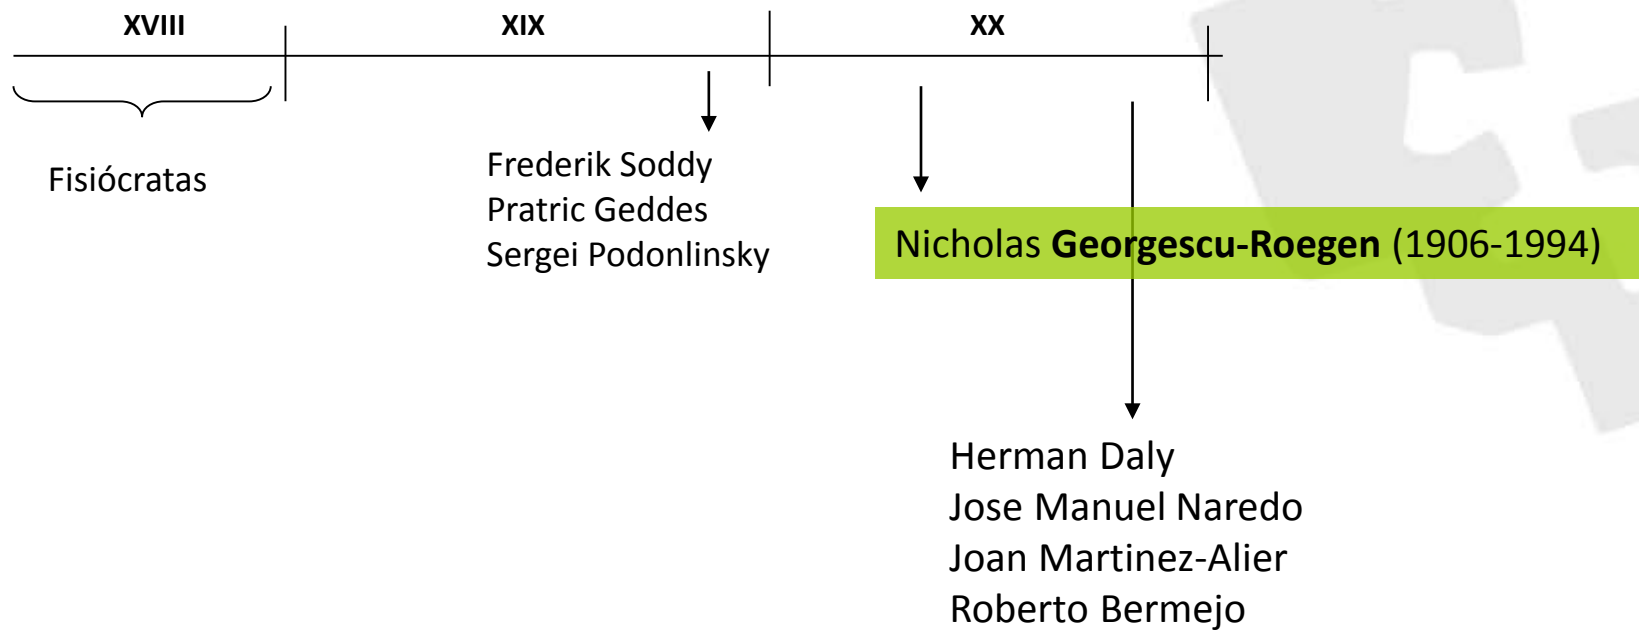 XVIII
XIX
XX
Fisiócratas
Frederik Soddy
Pratric Geddes
Sergei Podonlinsky
Nicholas Georgescu-Roegen (1906-1994)
Herman Daly
Jose Manuel Naredo
Joan Martinez-Alier
Roberto Bermejo